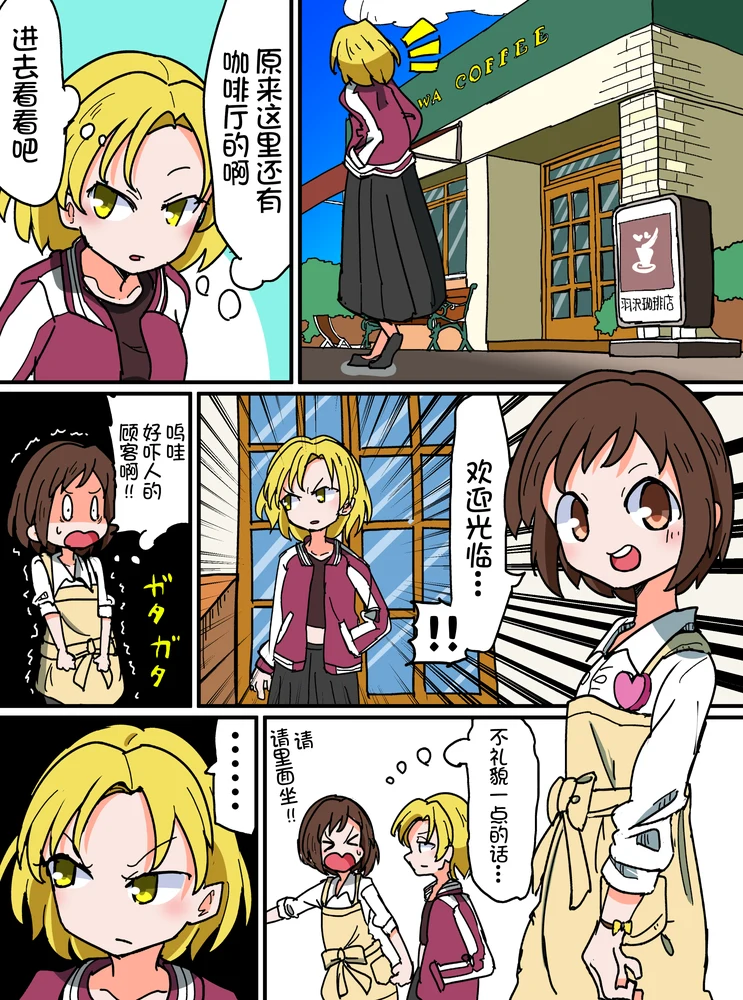 WA COFFEE
羽沢珈琲店
原来这里还有
咖啡厅的啊
进去看看吧
欢迎光临…
!!
呜哇
好吓人的
顾客啊!!
ガタガタ
……
不礼貌一点的话…
请
请里面坐!!